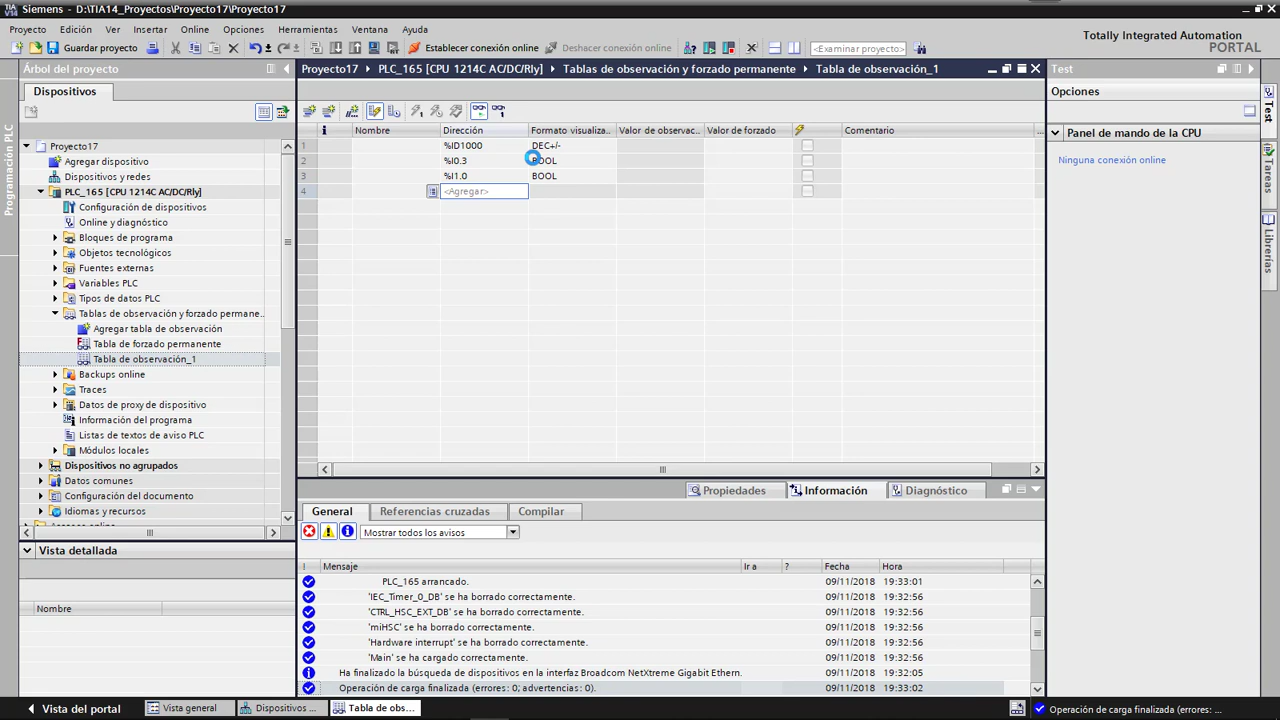 Siemens - D:\TIA14_Proyectos\Proyecto17\Proyecto17
Proyecto Edición Ver Insertar Online Opciones Herramientas Ventana Ayuda
Totally Integrated Automation
PORTAL
Guardar proyecto Establecer conexión online Deshacer conexión online <Examinar proyecto>
Árbol del proyecto
Proyecto17 PLC_165 [CPU 1214C AC/DC/Rly] Tablas de observación y forzado permanente Tabla de observación_1
Test
Dispositivos
Opciones
Programación PLC
Nombre Dirección Formato visualiza.. Valor de observac.. Valor de forzado Comentario ...
Panel de mando de la CPU
Ninguna conexión online
1 %ID1000 DEC+/-
2 %I0.3 BOOL
3 %I1.0 BOOL
4 <Agregar>
Proyecto17
Agregar dispositivo
Dispositivos y redes
PLC_165 [CPU 1214C AC/DC/Rly]
Configuración de dispositivos
Online y diagnóstico
Bloques de programa
Objetos tecnológicos
Fuentes externas
Variables PLC
Tipos de datos PLC
Tablas de observación y forzado permane..
Agregar tabla de observación
Tabla de forzado permanente
Tabla de observación_1
Backups online
Traces
Datos de proxy de dispositivo
Información del programa
Listas de textos de aviso PLC
Módulos locales
Dispositivos no agrupados
Datos comunes
Configuración del documento
Idiomas y recursos
Test
Tareas
Librerías
Propiedades Información Diagnóstico
General Referencias cruzadas Compilar
Mostrar todos los avisos
Vista detallada
Nombre
! Mensaje Ir a ? Fecha Hora
PLC_165 arrancado. 09/11/2018 19:33:01
'IEC_Timer_0_DB' se ha borrado correctamente. 09/11/2018 19:32:56
'CTRL_HSC_EXT_DB' se ha borrado correctamente. 09/11/2018 19:32:56
'miHSC' se ha borrado correctamente. 09/11/2018 19:32:56
'Hardware interrupt' se ha borrado correctamente. 09/11/2018 19:32:56
'Main' se ha cargado correctamente. 09/11/2018 19:32:56
Ha finalizado la búsqueda de dispositivos en la interfaz Broadcom NetXtreme Gigabit Ethern. 09/11/2018 19:32:05
Operación de carga finalizada (errores: 0; advertencias: 0). 09/11/2018 19:33:02
Vista del portal Vista general Dispositivos ... Tabla de obs... Operación de carga finalizada (errores: ...